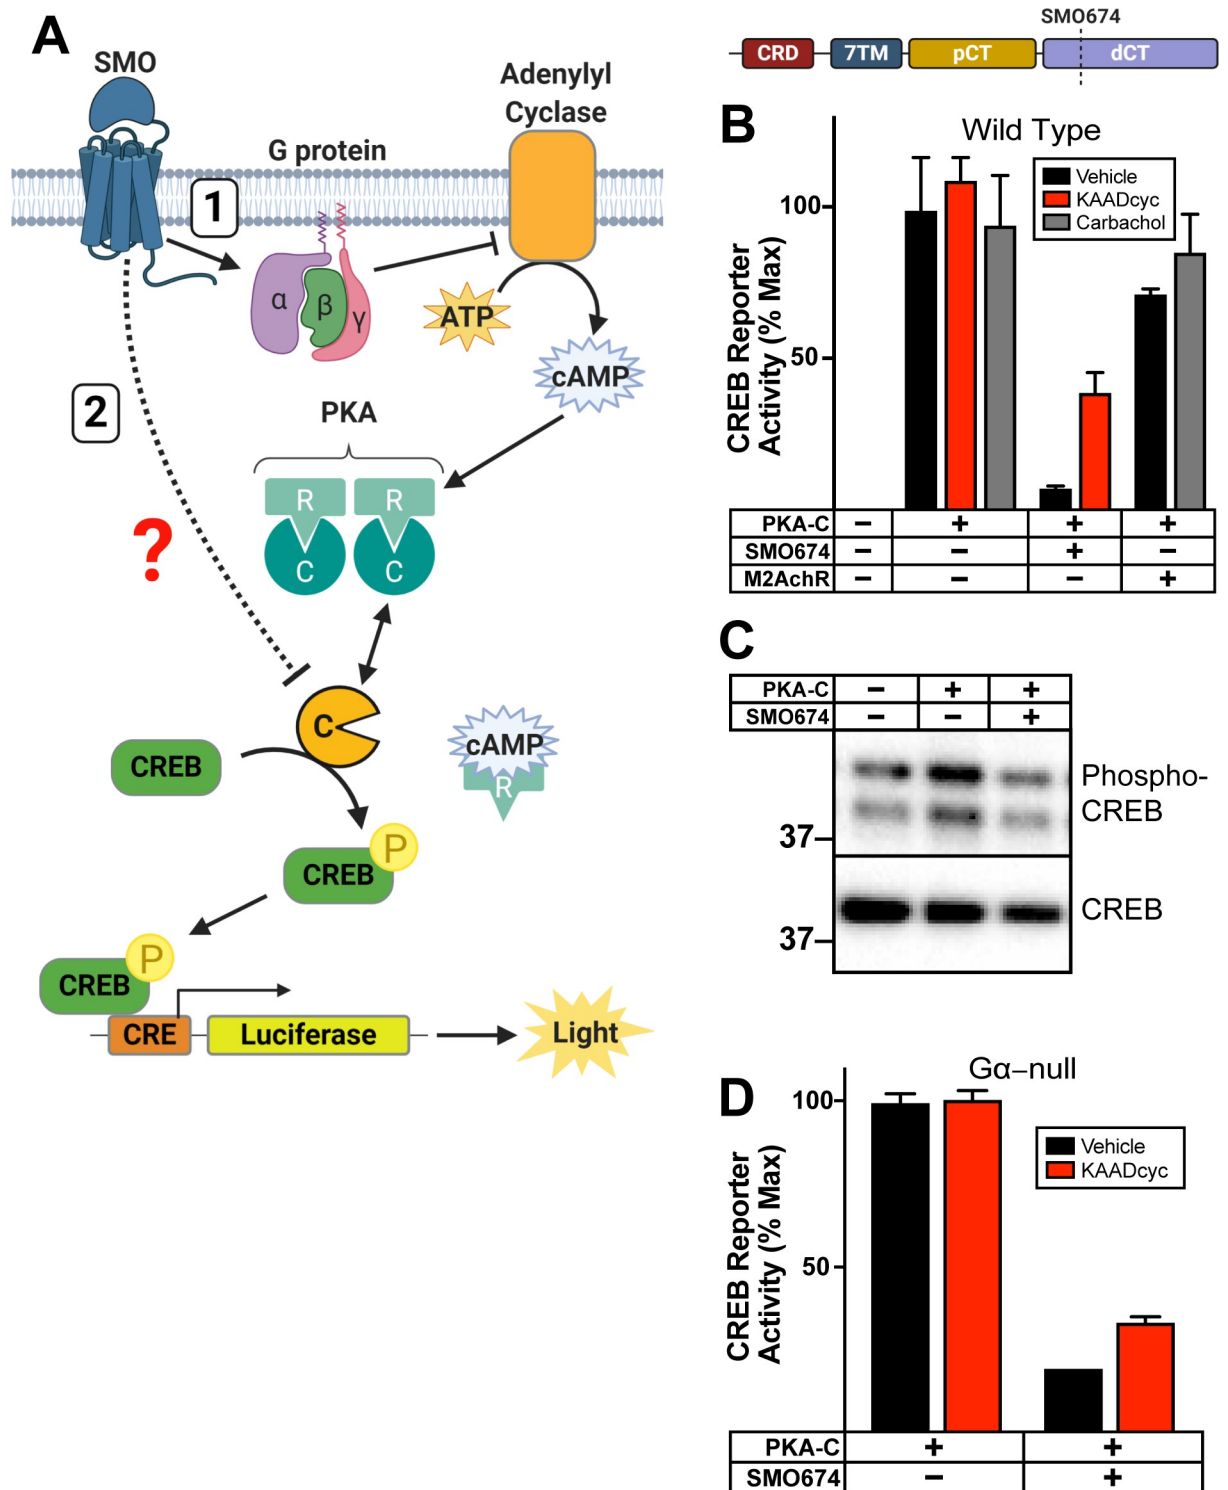 A
SMO
Adenylyl
Cyclase
G protein
1
α
β
γ
ATP
cAMP
2
PKA
R
R
C
C
?
C
CREB
cAMP
R
P
CREB
P
CREB
CRE
Luciferase
Light
SMO674
CRD
7TM
pCT
dCT
B
Wild Type
Vehicle
KAADcyc
Carbachol
CREB Reporter
Activity (% Max)
100
50
PKA-C − + + +
SMO674 − − + −
M2AchR − − − +
C
PKA-C − + +
SMO674 − − +
Phospho-
CREB
37
CREB
37
D
Gα−null
Vehicle
KAADcyc
CREB Reporter
Activity (% Max)
100
50
PKA-C + +
SMO674 − +